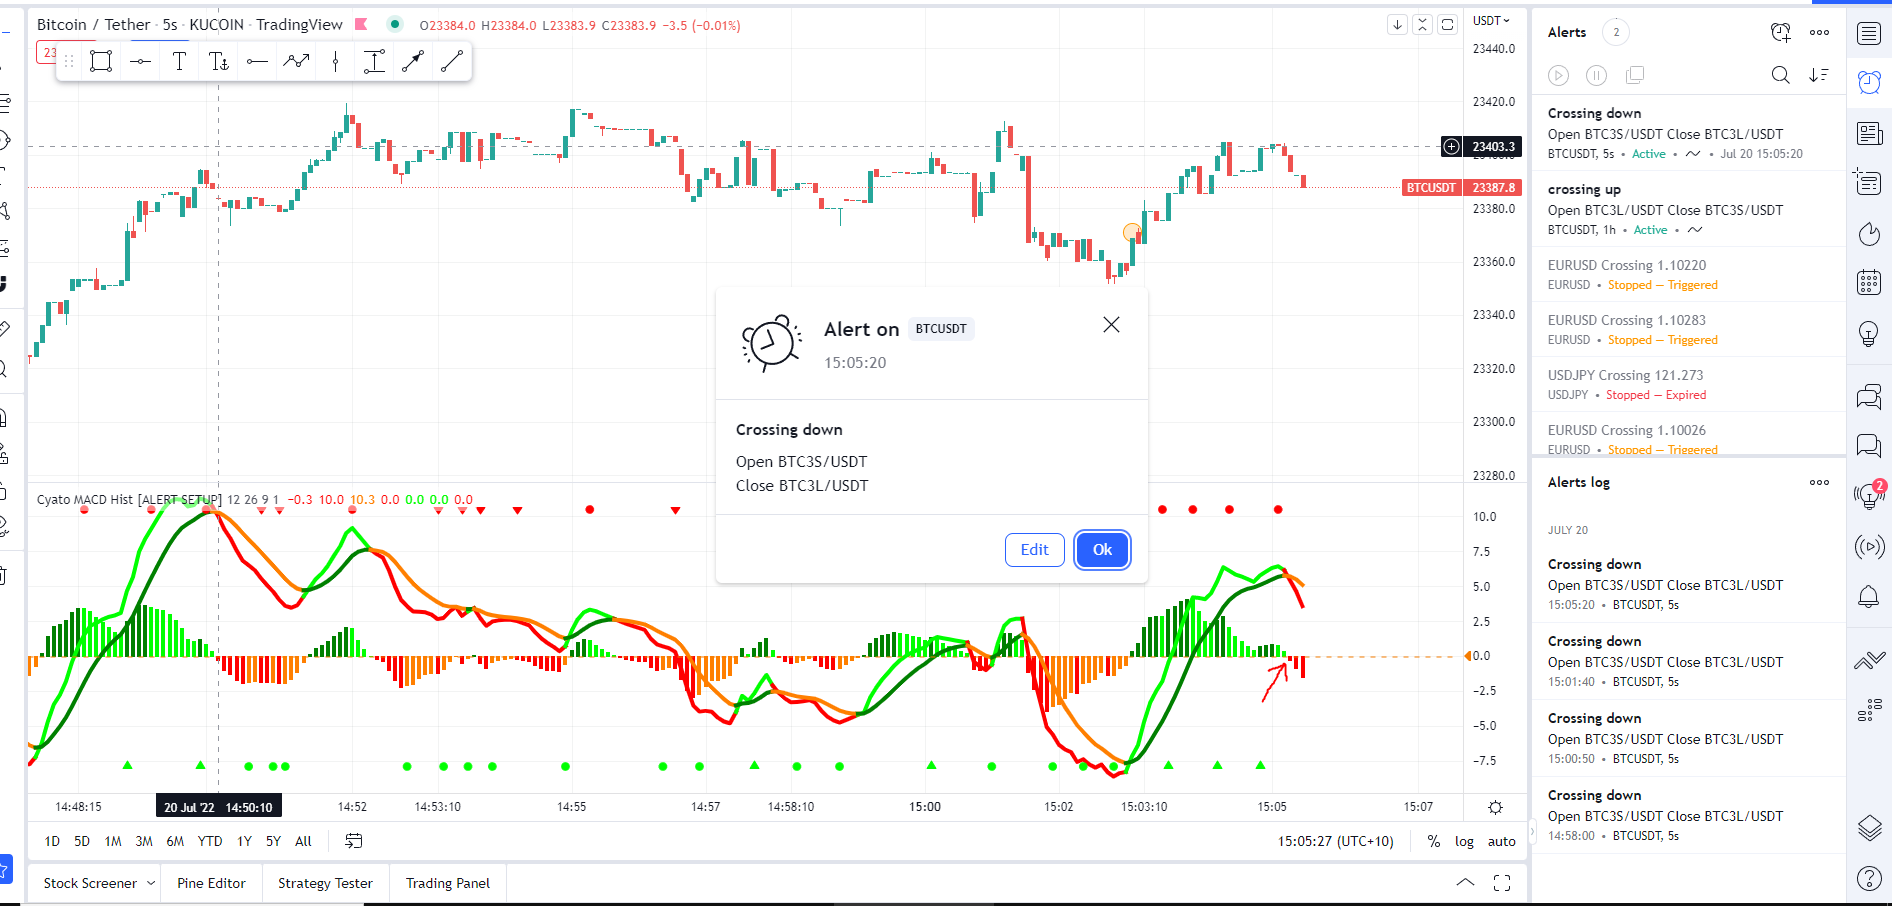 Bitcoin / Tether · 5s · KUCOIN · TradingView
O23384.0 H23384.0 L23383.9 C23383.9 −3.5 (−0.01%)
USDT
23440.0
23420.0
23403.3
BTCUSDT 23387.8
23380.0
23360.0
23340.0
23320.0
23300.0
23280.0
Alert on BTCUSDT
15:05:20
Crossing down
Open BTC3S/USDT
Close BTC3L/USDT
Edit
Ok
Cyato MACD Hist [ALERT SETUP] 12 26 9 1 −0.3 10.0 10.3 0.0 0.0 0.0 0.0
10.0
7.5
5.0
2.5
0.0
−2.5
−5.0
−7.5
14:48:15
20 Jul '22 14:50:10
14:52
14:53:10
14:55
14:57
14:58:10
15:00
15:02
15:03:10
15:05
15:07
1D 5D 1M 3M 6M YTD 1Y 5Y All
15:05:27 (UTC+10)
% log auto
Stock Screener
Pine Editor
Strategy Tester
Trading Panel
Alerts 2
Crossing down
Open BTC3S/USDT Close BTC3L/USDT
BTCUSDT, 5s • Active • • Jul 20 15:05:20
crossing up
Open BTC3L/USDT Close BTC3S/USDT
BTCUSDT, 1h • Active •
EURUSD Crossing 1.10220
EURUSD • Stopped — Triggered
EURUSD Crossing 1.10283
EURUSD • Stopped — Triggered
USDJPY Crossing 121.273
USDJPY • Stopped — Expired
EURUSD Crossing 1.10026
EURUSD • Stopped — Triggered
Alerts log
JULY 20
Crossing down
Open BTC3S/USDT Close BTC3L/USDT
15:05:20 • BTCUSDT, 5s
Crossing down
Open BTC3S/USDT Close BTC3L/USDT
15:01:40 • BTCUSDT, 5s
Crossing down
Open BTC3S/USDT Close BTC3L/USDT
15:00:50 • BTCUSDT, 5s
Crossing down
Open BTC3S/USDT Close BTC3L/USDT
14:58:00 • BTCUSDT, 5s
2